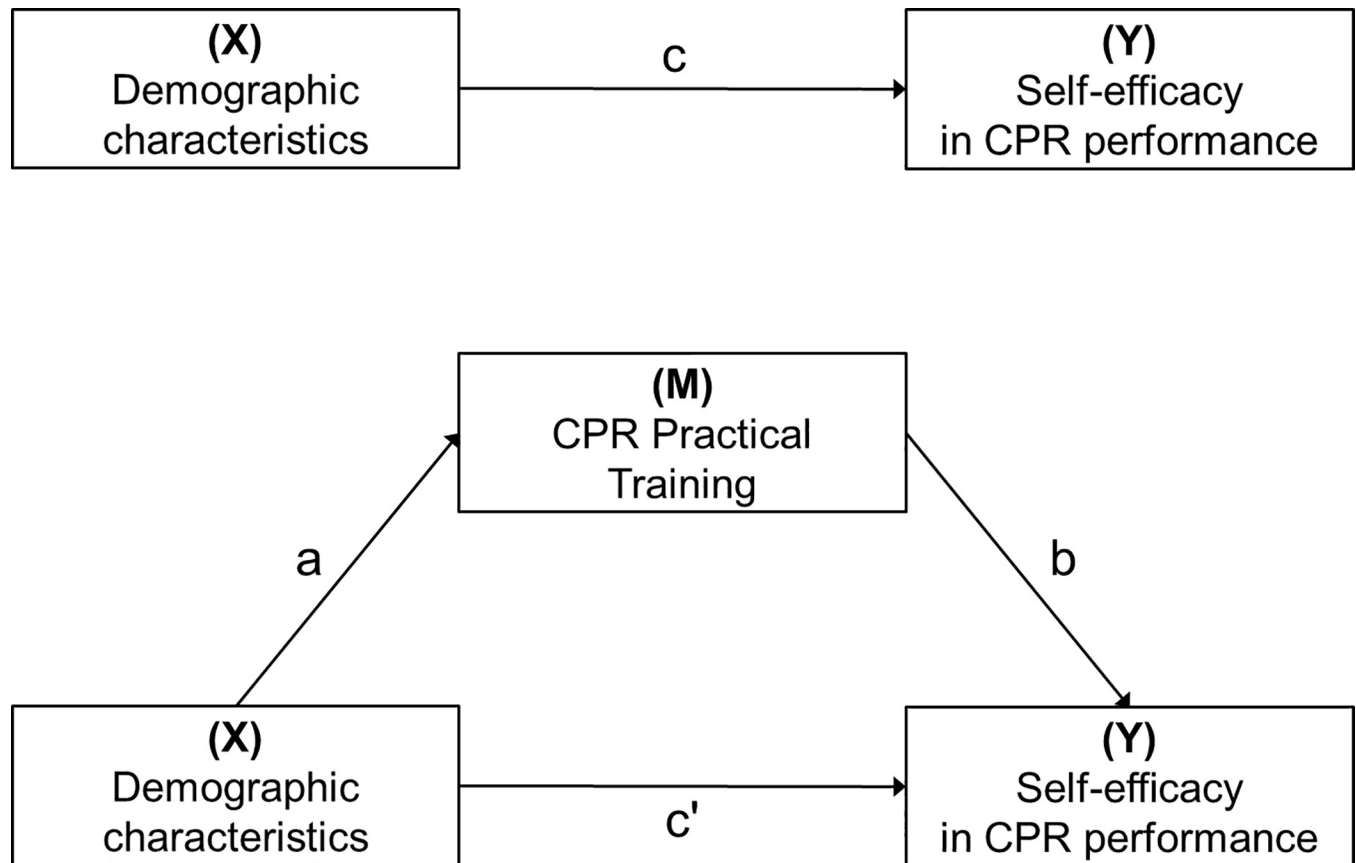 (X)
Demographic
characteristics
c
(Y)
Self-efficacy
in CPR performance
(M)
CPR Practical
Training
a
b
(X)
Demographic
characteristics
c'
(Y)
Self-efficacy
in CPR performance